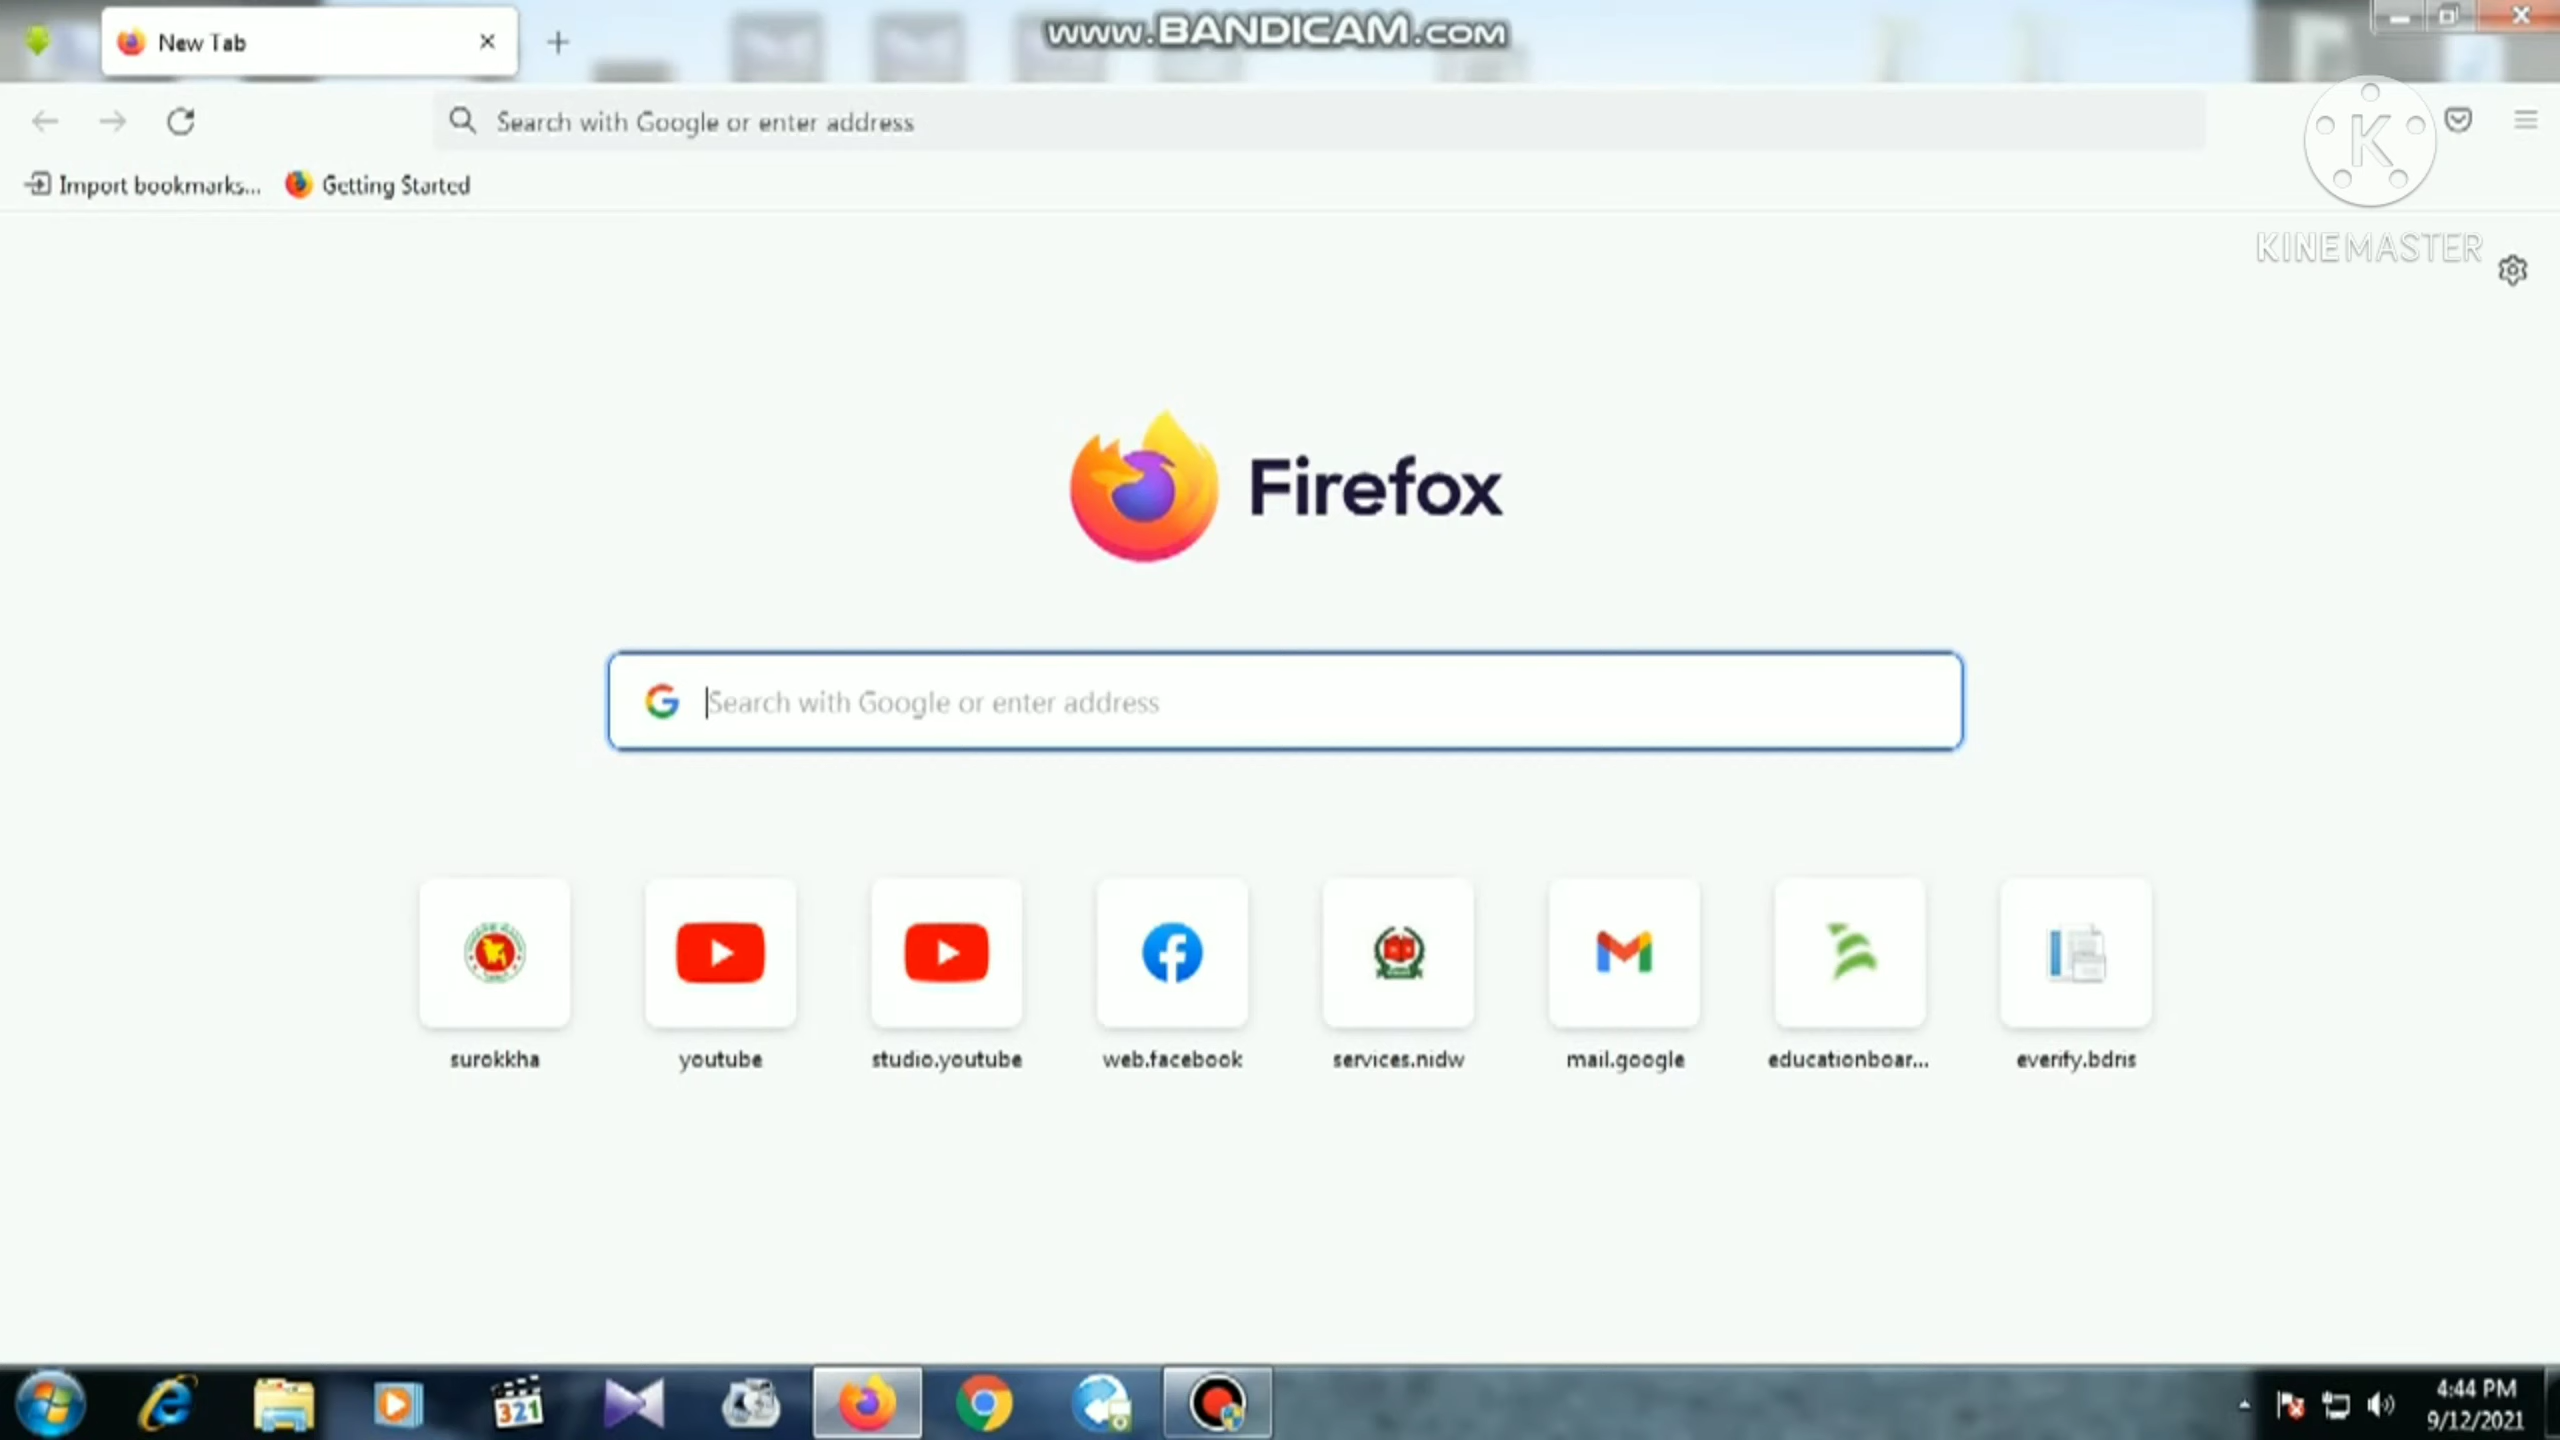 New Tab
www.BANDICAM.com
Search with Google or enter address
Import bookmarks...
Getting Started
K
KINEMASTER
Firefox
Search with Google or enter address
surokkha
youtube
studio.youtube
web.facebook
services.nidw
mail.google
educationboar...
everify.bdris
321
4:44 PM
9/12/2021